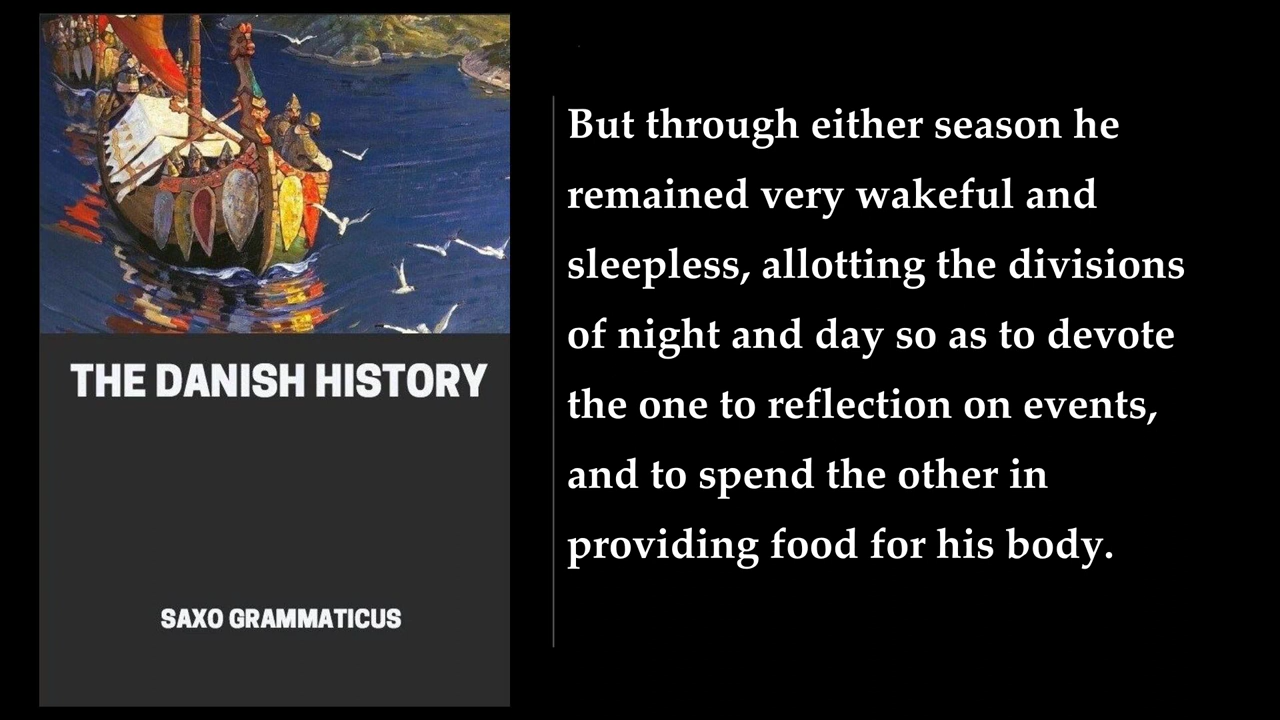 THE DANISH HISTORY
SAXO GRAMMATICUS
But through either season he
remained very wakeful and
sleepless, allotting the divisions
of night and day so as to devote
the one to reflection on events,
and to spend the other in
providing food for his body.